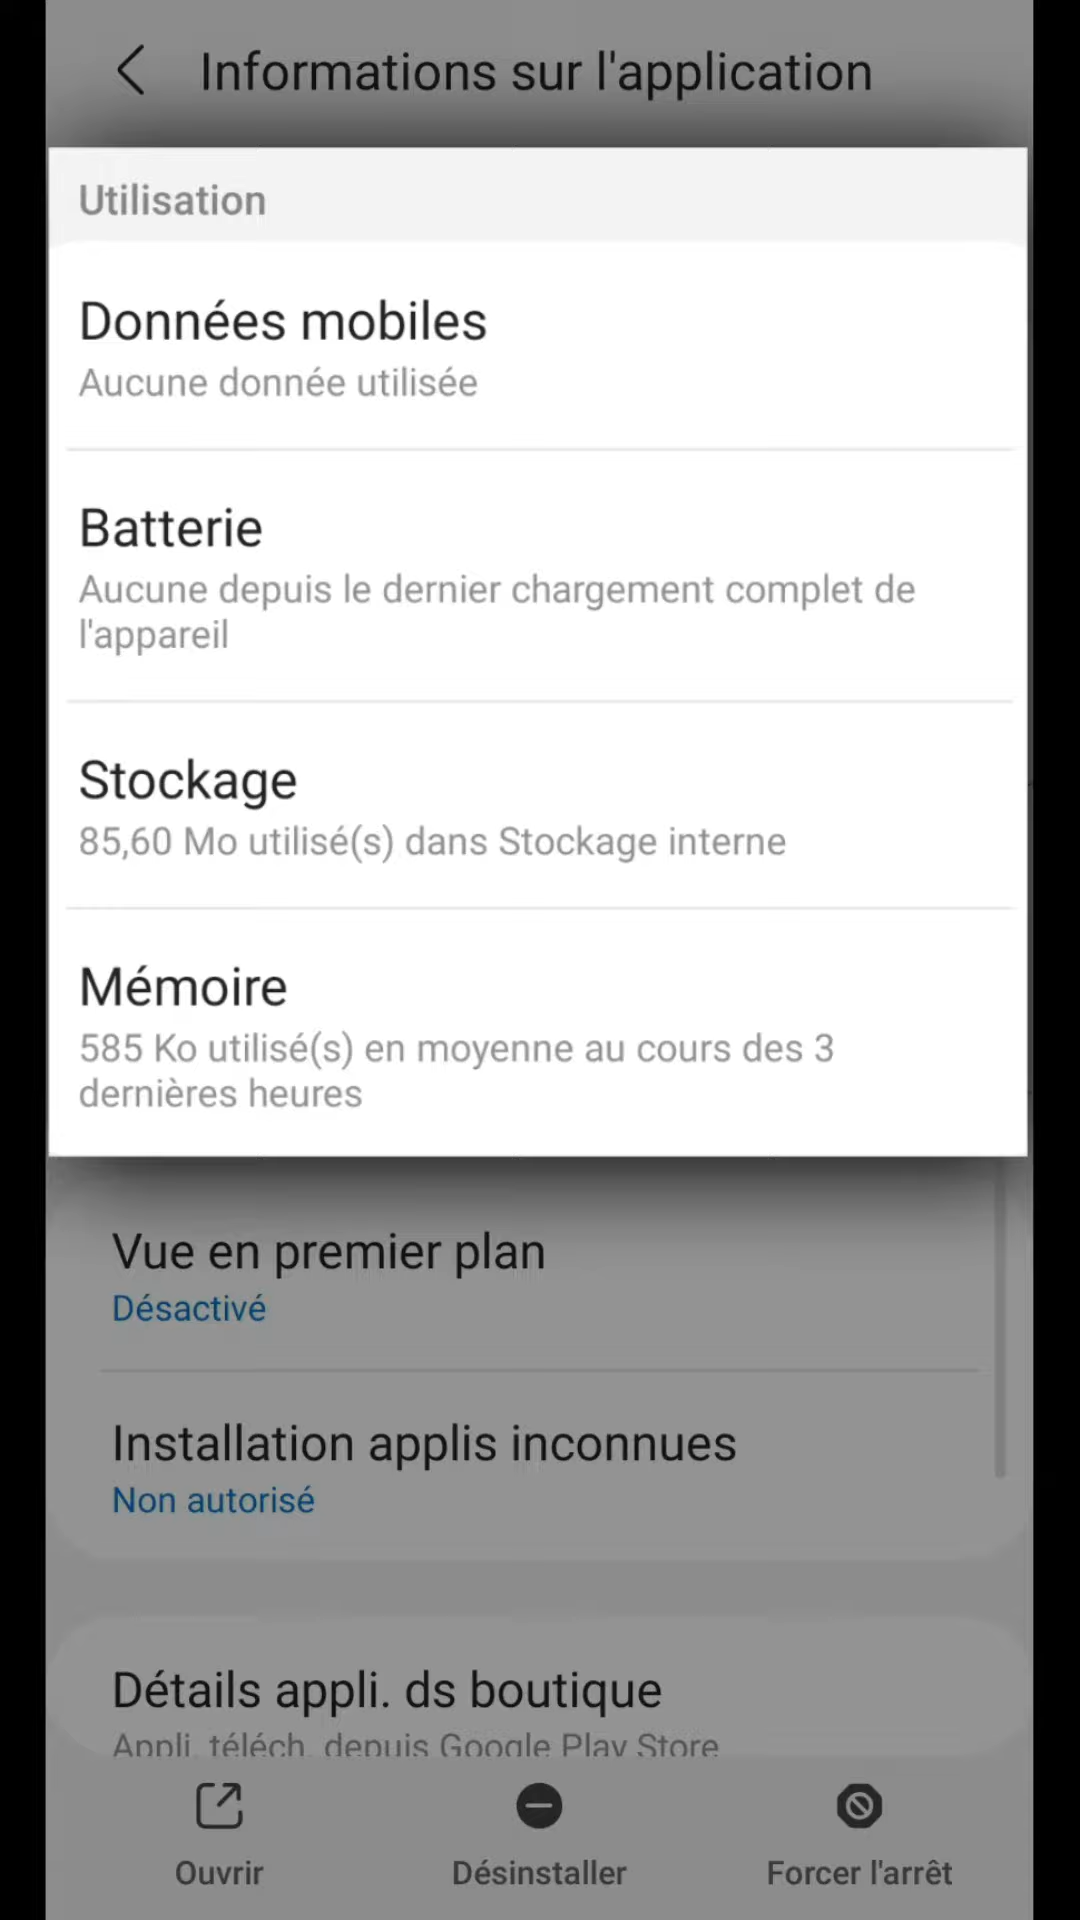 Informations sur l'application
Utilisation
Données mobiles
Aucune donnée utilisée
Batterie
Aucune depuis le dernier chargement complet de
l'appareil
Stockage
85,60 Mo utilisé(s) dans Stockage interne
Mémoire
585 Ko utilisé(s) en moyenne au cours des 3
dernières heures
Vue en premier plan
Désactivé
Installation applis inconnues
Non autorisé
Détails appli. ds boutique
Appli. téléch. depuis Google Play Store
Ouvrir
Désinstaller
Forcer l'arrêt